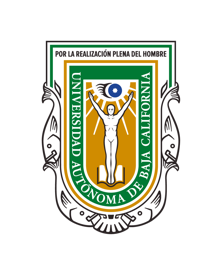 POR LA REALIZACIÓN PLENA DEL HOMBRE
UNIVERSIDAD AUTÓNOMA DE BAJA CALIFORNIA